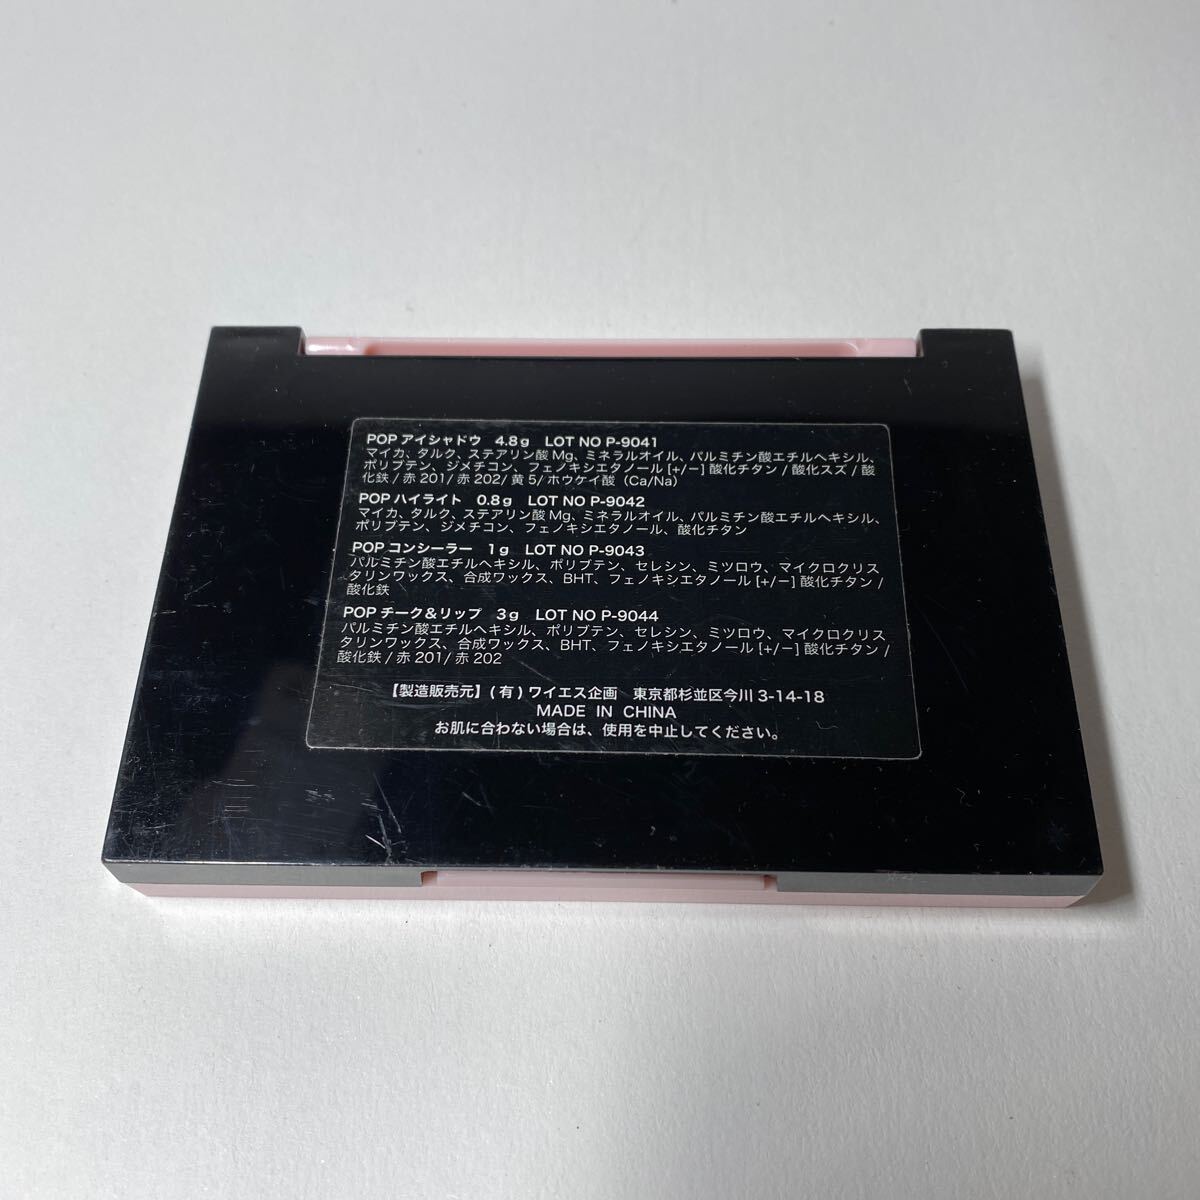 POP アイシャドウ 4.8g LOT NO P-9041
マイカ、タルク、ステアリン酸 Mg、ミネラルオイル、パルミチン酸エチルヘキシル、
ポリブテン、ジメチコン、フェノキシエタノール [+/−] 酸化チタン / 酸化スズ / 酸
化鉄 / 赤 201/ 赤 202/ 黄 5/ ホウケイ酸（Ca/Na）
POP ハイライト 0.8g LOT NO P-9042
マイカ、タルク、ステアリン酸 Mg、ミネラルオイル、パルミチン酸エチルヘキシル、
ポリブテン、ジメチコン、フェノキシエタノール、酸化チタン
POP コンシーラー 1g LOT NO P-9043
パルミチン酸エチルヘキシル、ポリブテン、セレシン、ミツロウ、マイクロクリス
タリンワックス、合成ワックス、BHT、フェノキシエタノール [+/−] 酸化チタン /
酸化鉄
POP チーク＆リップ 3g LOT NO P-9044
パルミチン酸エチルヘキシル、ポリブテン、セレシン、ミツロウ、マイクロクリス
タリンワックス、合成ワックス、BHT、フェノキシエタノール [+/−] 酸化チタン /
酸化鉄 / 赤 201/ 赤 202
【製造販売元】(有) ワイエス企画 東京都杉並区今川 3-14-18
MADE IN CHINA
お肌に合わない場合は、使用を中止してください。